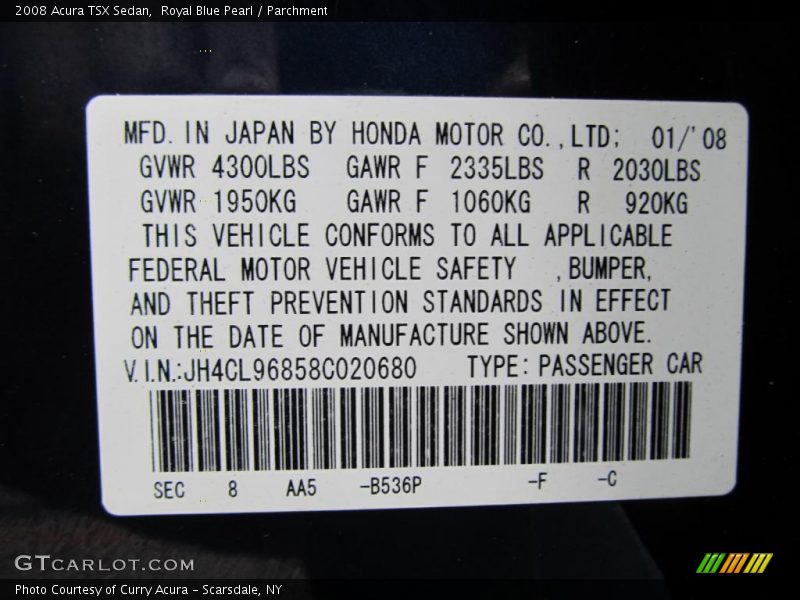 2008 Acura TSX Sedan,  Royal Blue Pearl / Parchment
MFD. IN JAPAN BY HONDA MOTOR CO.,LTD; 01/'08
GVWR 4300LBS GAWR F 2335LBS R 2030LBS
GVWR 1950KG GAWR F 1060KG R 920KG
THIS VEHICLE CONFORMS TO ALL APPLICABLE
FEDERAL MOTOR VEHICLE SAFETY ,BUMPER,
AND THEFT PREVENTION STANDARDS IN EFFECT
ON THE DATE OF MANUFACTURE SHOWN ABOVE.
V.I.N.:JH4CL96858C020680 TYPE: PASSENGER CAR
SEC 8 AA5 -B536P -F -C
GTCARLOT.COM
Photo Courtesy of Curry Acura – Scarsdale, NY